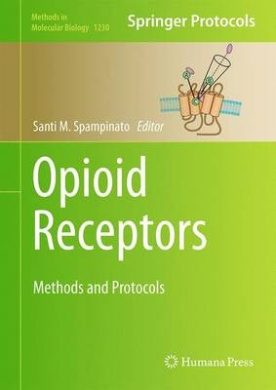 Methods in
Molecular Biology 1230
Springer Protocols
Santi M. Spampinato Editor
Opioid
Receptors
Methods and Protocols
Humana Press